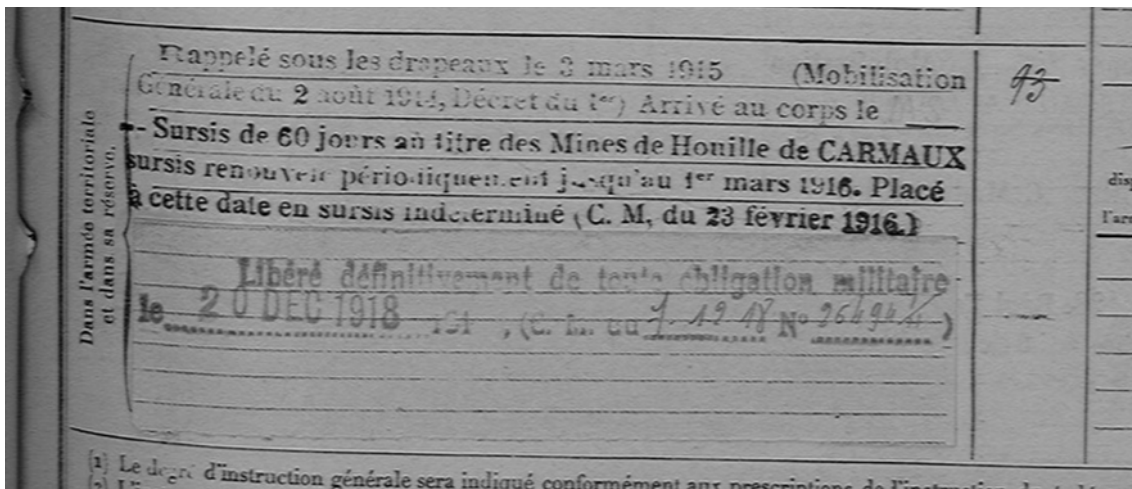 Rappelé sous les drapeaux le 3 mars 1915 (Mobilisation
Générale du 2 août 1914, Décret du 1er) Arrivé au corps le
93
- Sursis de 60 jours au titre des Mines de Houille de CARMAUX
sursis renouvelé périodiquement jusqu'au 1er mars 1916. Placé
à cette date en sursis indeterminé (C. M, du 23 février 1916.)
Libéré définitivement de toute obligation militaire
le 20 DEC 1918 191 , (C. M. du 12 18 No )
Dans l'armée territoriale
et dans sa réserve.
dis
l'ar
(1) Le degré d'instruction générale sera indiqué conformément aux prescriptions de l'instruction